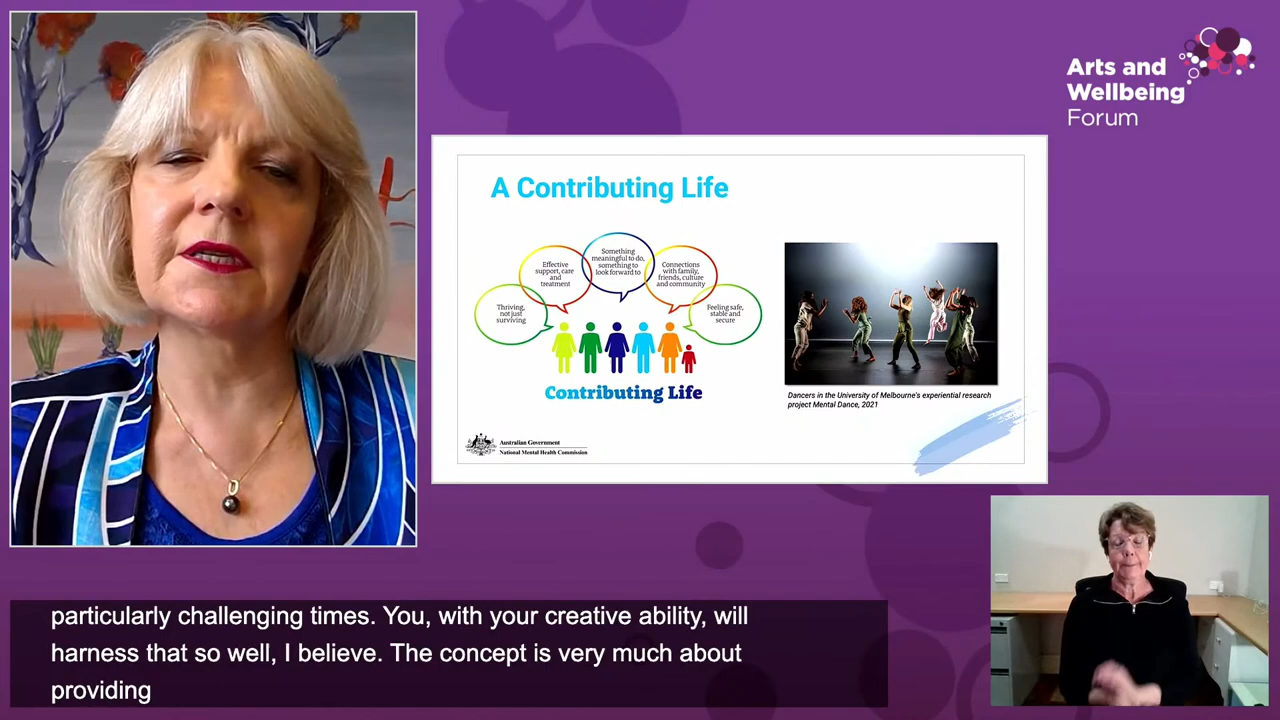 Arts and
Wellbeing
Forum
A Contributing Life
Thriving,
not just
surviving
Effective
support, care
and
treatment
Something
meaningful to do,
something to
look forward to
Connections
with family,
friends, culture
and community
Feeling safe,
stable and
secure
Contributing Life
Dancers in the University of Melbourne's experiential research
project Mental Dance, 2021
Australian Government
National Mental Health Commission
particularly challenging times. You, with your creative ability, will
harness that so well, I believe. The concept is very much about
providing